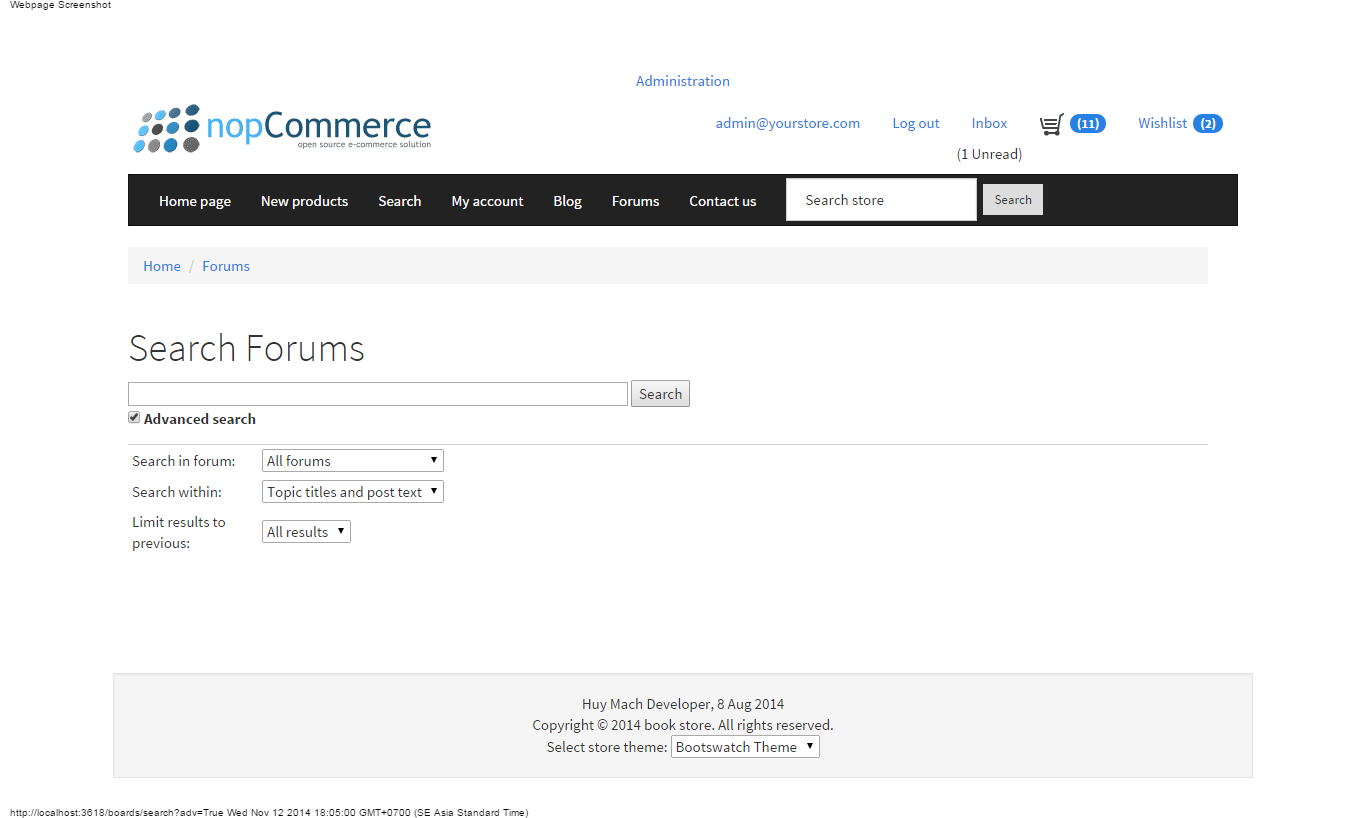 Webpage Screenshot
Administration
nopCommerce
open source e-commerce solution
admin@yourstore.com Log out Inbox (11) Wishlist (2)
(1 Unread)
Home page New products Search My account Blog Forums Contact us Search store Search
Home / Forums
Search Forums
Search
Advanced search
Search in forum: All forums
Search within: Topic titles and post text
Limit results to
previous:
All results
Huy Mach Developer, 8 Aug 2014
Copyright © 2014 book store. All rights reserved.
Select store theme: Bootswatch Theme
http://localhost:3618/boards/search?adv=True Wed Nov 12 2014 18:05:00 GMT+0700 (SE Asia Standard Time)